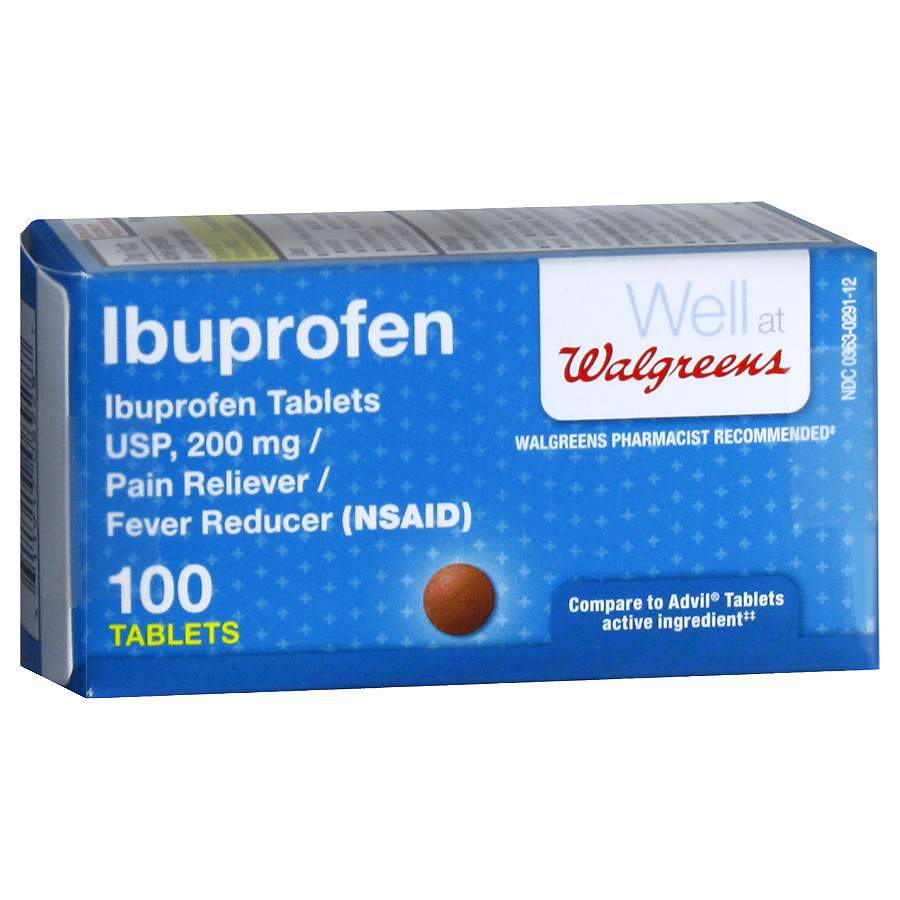 Ibuprofen
Ibuprofen Tablets
USP, 200 mg /
Pain Reliever /
Fever Reducer (NSAID)
100
TABLETS
Well at
Walgreens
WALGREENS PHARMACIST RECOMMENDED‡
NDC 0363-0291-12
Compare to Advil® Tablets
active ingredient‡‡